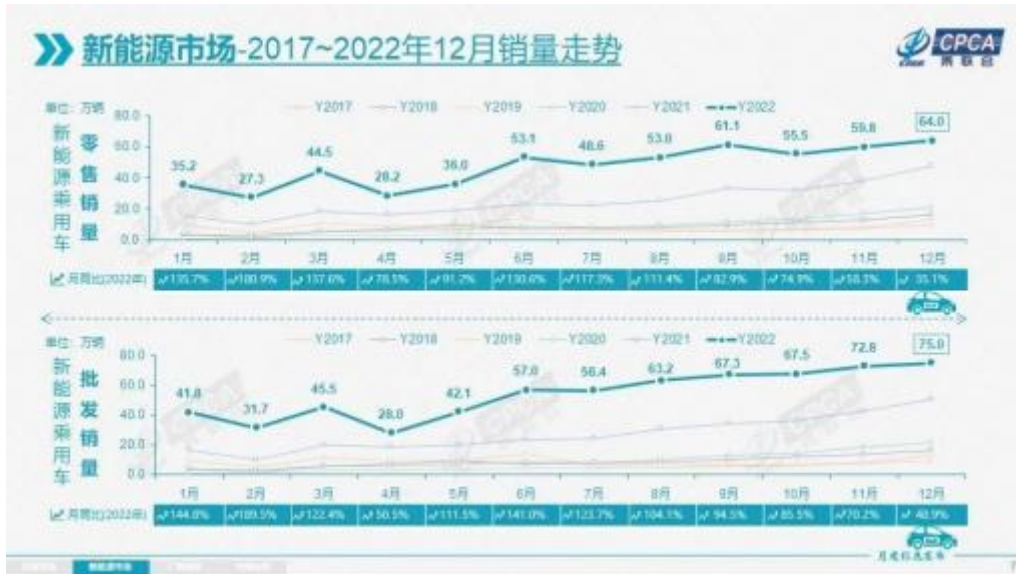 新能源市场-2017~2022年12月销量走势
CPCA
乘联会
单位：万辆
Y2017 Y2018 Y2019 Y2020 Y2021 Y2022
新能源乘用车
零售销量
80.0
60.0
40.0
20.0
0.0
35.2 27.3 44.5 28.2 36.0 53.1 48.6 53.0 61.1 55.5 59.8 64.0
1月 2月 3月 4月 5月 6月 7月 8月 9月 10月 11月 12月
月同比(2022年) 135.7% 180.9% 137.6% 78.5% 91.2% 130.6% 117.3% 111.4% 82.9% 74.9% 58.3% 35.1%
单位：万辆
Y2017 Y2018 Y2019 Y2020 Y2021 Y2022
新能源乘用车
批发销量
80.0
60.0
40.0
20.0
0.0
41.8 31.7 45.5 28.0 42.1 57.0 56.4 63.2 67.3 67.5 72.8 75.0
1月 2月 3月 4月 5月 6月 7月 8月 9月 10月 11月 12月
月同比(2022年) 144.8% 189.5% 122.4% 50.5% 111.5% 141.0% 123.7% 104.1% 94.5% 85.5% 70.2% 48.9%
新能源市场